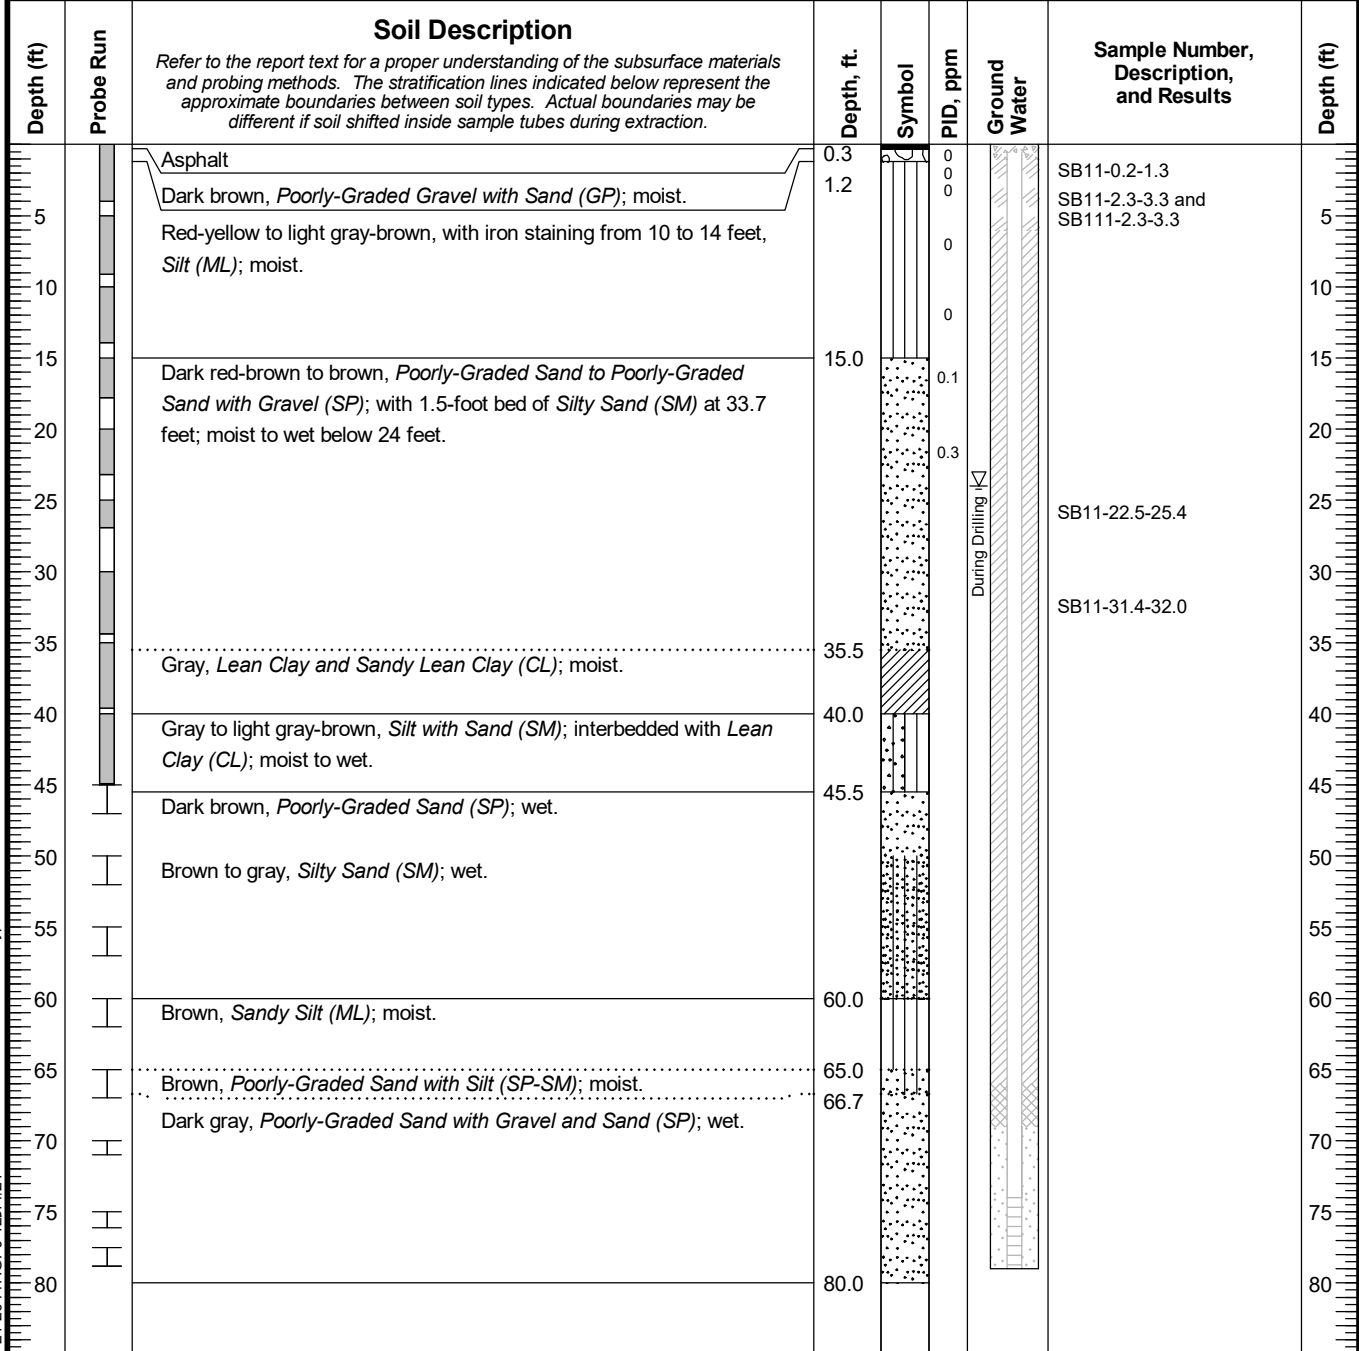 Depth (ft)
Probe Run
Soil Description
Refer to the report text for a proper understanding of the subsurface materials
and probing methods. The stratification lines indicated below represent the
approximate boundaries between soil types. Actual boundaries may be
different if soil shifted inside sample tubes during extraction.
Depth, ft.
Symbol
PID, ppm
Ground
Water
Sample Number,
Description,
and Results
Depth (ft)
Asphalt
0.3
0
0
SB11-0.2-1.3
Dark brown, Poorly-Graded Gravel with Sand (GP); moist.
1.2
0
SB11-2.3-3.3 and
SB111-2.3-3.3
5
5
Red-yellow to light gray-brown, with iron staining from 10 to 14 feet,
Silt (ML); moist.
0
10
10
0
15
15.0
15
Dark red-brown to brown, Poorly-Graded Sand to Poorly-Graded
Sand with Gravel (SP); with 1.5-foot bed of Silty Sand (SM) at 33.7
feet; moist to wet below 24 feet.
0.1
20
20
0.3
During Drilling
25
SB11-22.5-25.4
25
30
30
SB11-31.4-32.0
35
35.5
35
Gray, Lean Clay and Sandy Lean Clay (CL); moist.
40
40.0
40
Gray to light gray-brown, Silt with Sand (SM); interbedded with Lean
Clay (CL); moist to wet.
45
45.5
45
Dark brown, Poorly-Graded Sand (SP); wet.
50
50
Brown to gray, Silty Sand (SM); wet.
55
55
60
60.0
60
Brown, Sandy Silt (ML); moist.
65
65.0
65
Brown, Poorly-Graded Sand with Silt (SP-SM); moist.
66.7
Dark gray, Poorly-Graded Sand with Gravel and Sand (SP); wet.
70
70
75
75
80
80.0
80